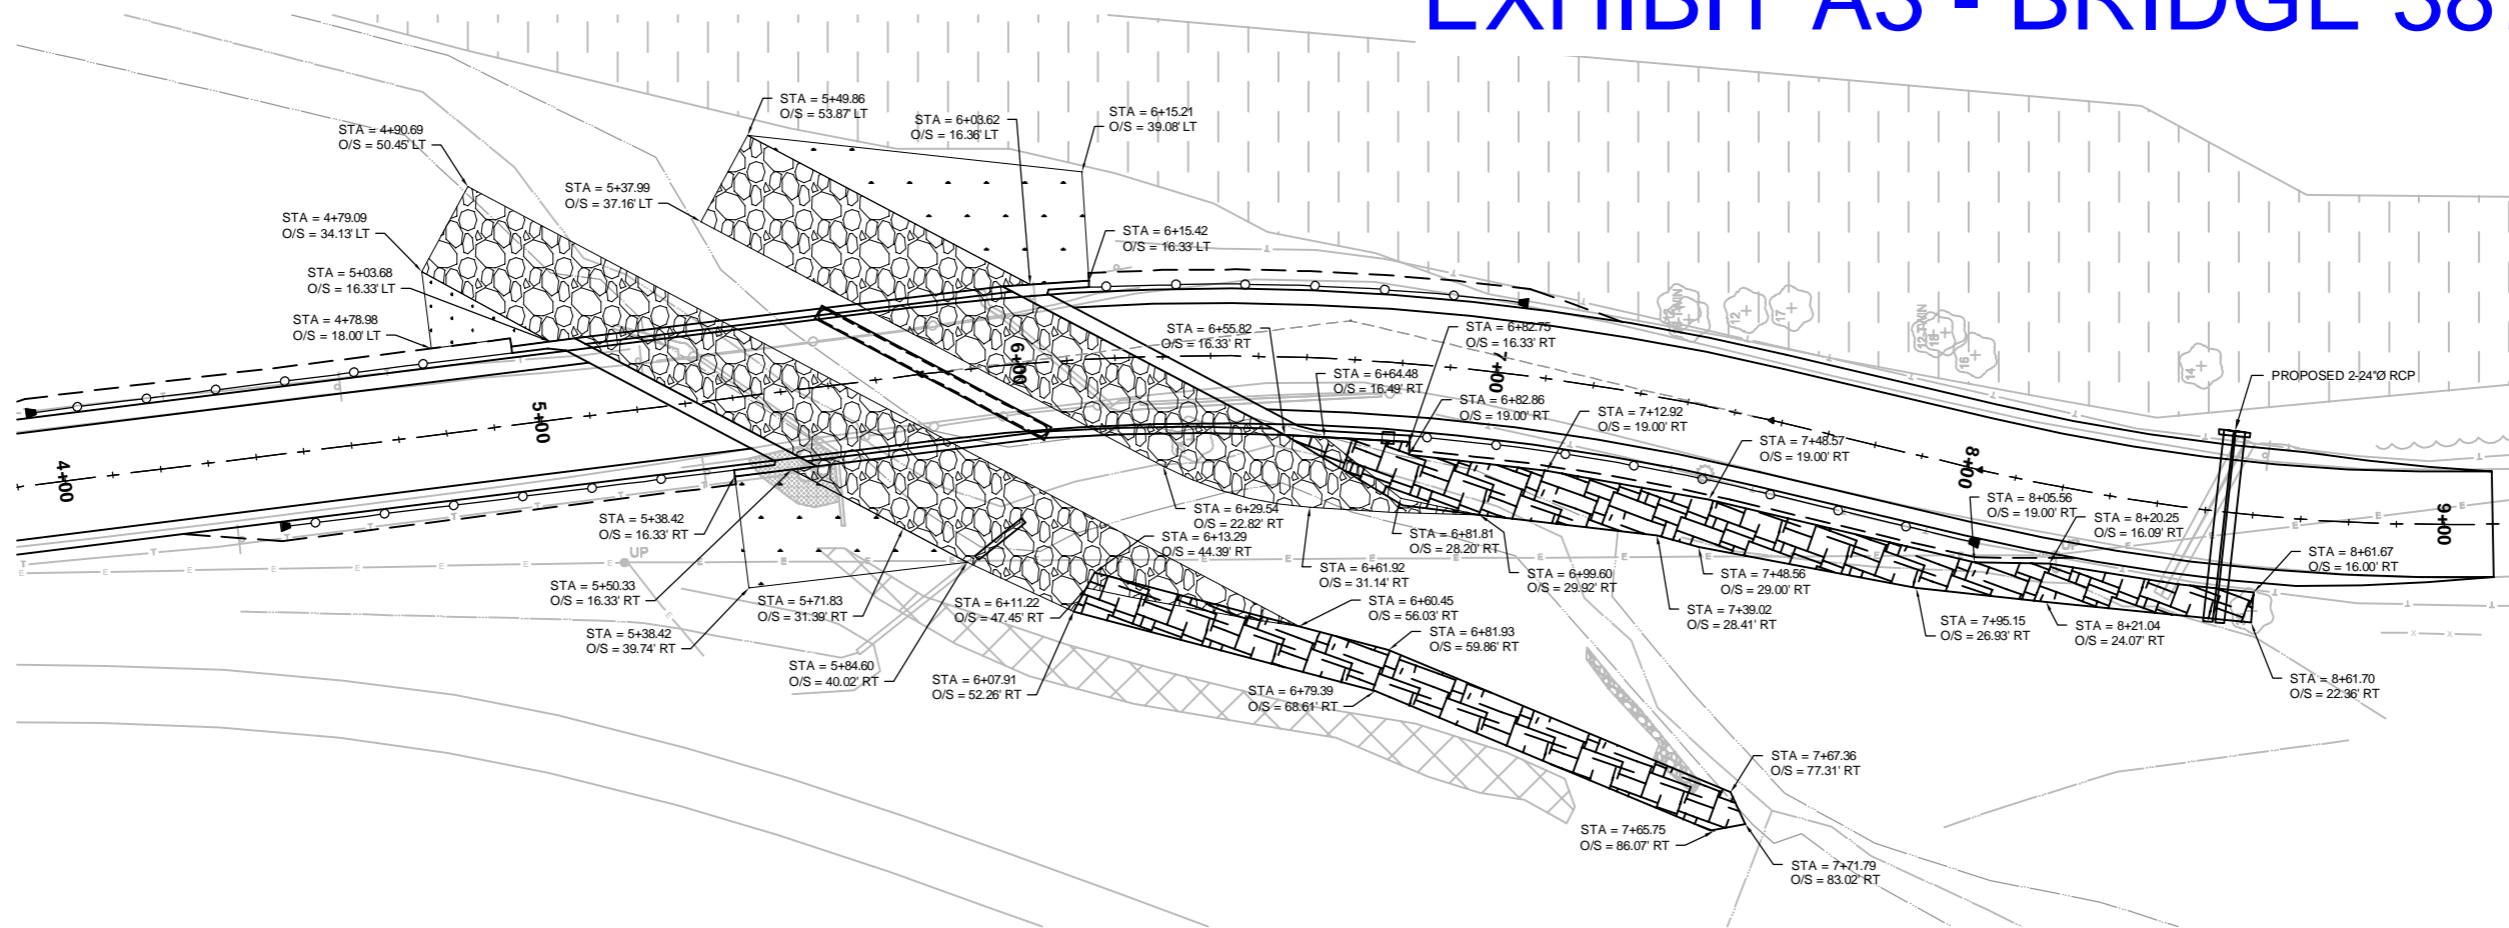 EXHIBIT A3 - BRIDGE 38
STA = 5+49.86
O/S = 53.87' LT
STA = 6+03.62
O/S = 16.36' LT
STA = 6+15.21
O/S = 39.08' LT
STA = 4+90.69
O/S = 50.45' LT
STA = 5+37.99
O/S = 37.16' LT
STA = 4+79.09
O/S = 34.13' LT
STA = 6+15.42
O/S = 16.33' LT
STA = 5+03.68
O/S = 16.33' LT
STA = 4+78.98
O/S = 18.00' LT
STA = 6+55.82
O/S = 16.33' RT
STA = 6+82.75
O/S = 16.33' RT
12
17
16
14
STA = 6+64.48
O/S = 16.49' RT
PROPOSED 2-24"Ø RCP
STA = 6+82.86
O/S = 19.00' RT
STA = 7+12.92
O/S = 19.00' RT
STA = 7+48.57
O/S = 19.00' RT
4+00
5+00
6+00
7+00
8+00
9+00
STA = 8+05.56
O/S = 19.00' RT
STA = 8+20.25
O/S = 16.09' RT
STA = 5+38.42
O/S = 16.33' RT
STA = 6+29.54
O/S = 22.82' RT
STA = 6+13.29
O/S = 44.39' RT
STA = 6+81.81
O/S = 28.20' RT
UP
UP
STA = 8+61.67
O/S = 16.00' RT
STA = 6+61.92
O/S = 31.14' RT
STA = 6+99.60
O/S = 29.92' RT
STA = 7+48.56
O/S = 29.00' RT
STA = 5+50.33
O/S = 16.33' RT
STA = 5+71.83
O/S = 31.39' RT
STA = 6+11.22
O/S = 47.45' RT
STA = 6+60.45
O/S = 56.03' RT
STA = 7+39.02
O/S = 28.41' RT
STA = 7+95.15
O/S = 26.93' RT
STA = 8+21.04
O/S = 24.07' RT
STA = 5+38.42
O/S = 39.74' RT
STA = 6+81.93
O/S = 59.86' RT
STA = 5+84.60
O/S = 40.02' RT
STA = 6+07.91
O/S = 52.26' RT
STA = 6+79.39
O/S = 68.61' RT
STA = 8+61.70
O/S = 22.36' RT
STA = 7+67.36
O/S = 77.31' RT
STA = 7+65.75
O/S = 86.07' RT
STA = 7+71.79
O/S = 83.02' RT